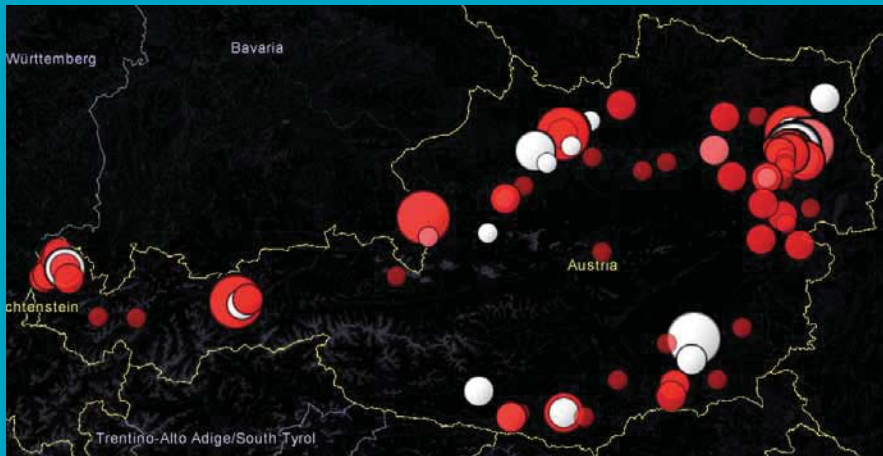 Bavaria
Württemberg
Austria
chtenstein
Trentino-Alto Adige/South Tyrol